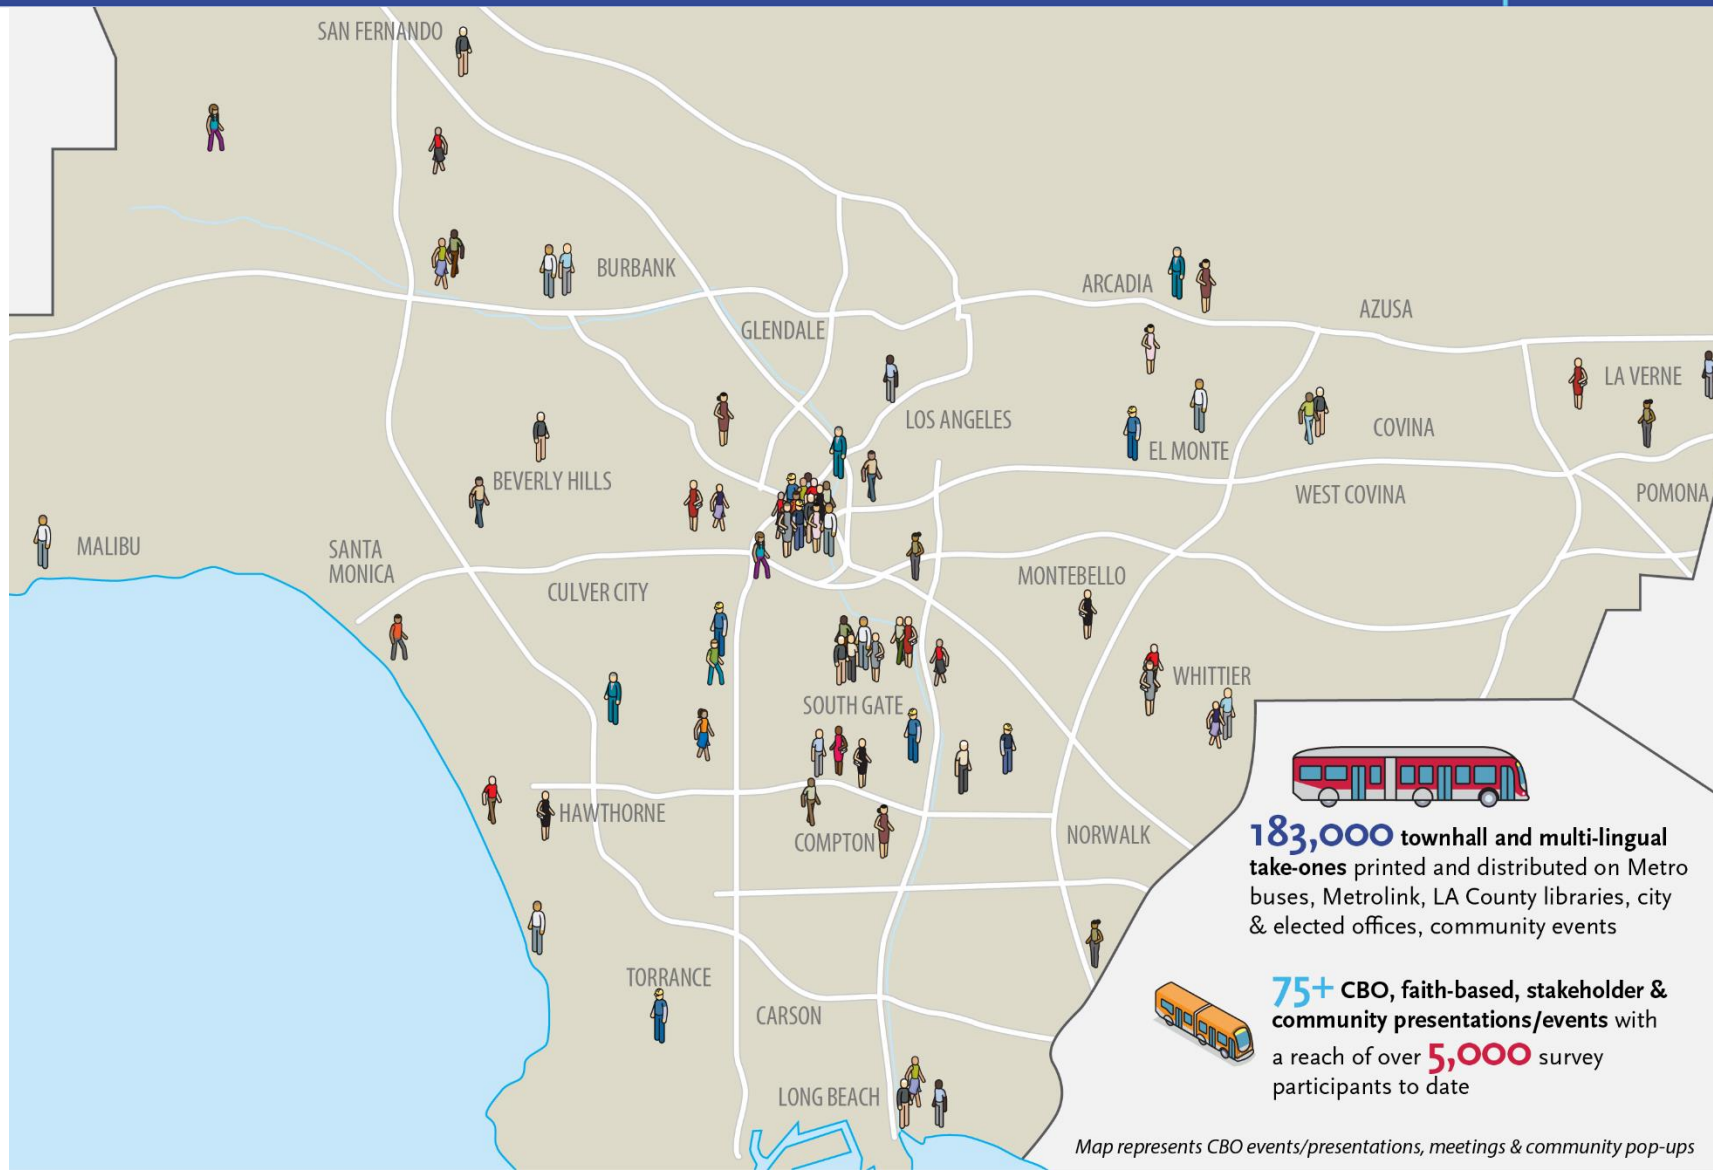 SAN FERNANDO
BURBANK
ARCADIA
AZUSA
GLENDALE
LA VERNE
LOS ANGELES
COVINA
EL MONTE
BEVERLY HILLS
WEST COVINA
POMONA
MALIBU
SANTA
MONICA
CULVER CITY
MONTEBELLO
WHITTIER
SOUTH GATE
HAWTHORNE
COMPTON
NORWALK
TORRANCE
CARSON
LONG BEACH
183,000 townhall and multi-lingual
take-ones printed and distributed on Metro
buses, Metrolink, LA County libraries, city
& elected offices, community events
75+ CBO, faith-based, stakeholder &
community presentations/events with
a reach of over 5,000 survey
participants to date
Map represents CBO events/presentations, meetings & community pop-ups